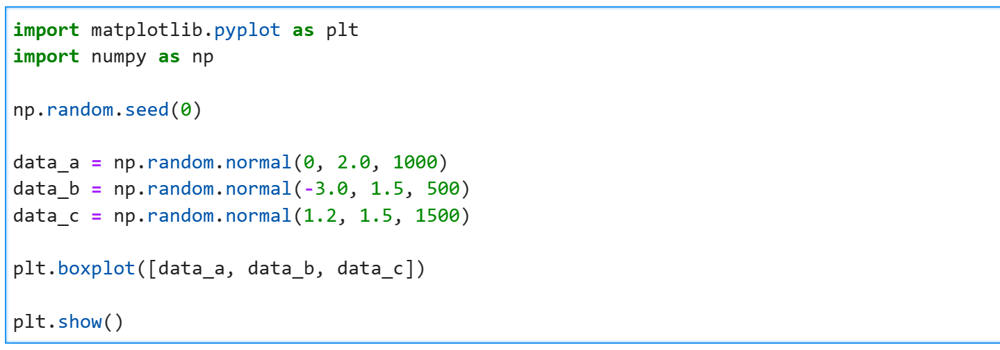 import matplotlib.pyplot as plt
import numpy as np
np.random.seed(0)
data_a = np.random.normal(0, 2.0, 1000)
data_b = np.random.normal(-3.0, 1.5, 500)
data_c = np.random.normal(1.2, 1.5, 1500)
plt.boxplot([data_a, data_b, data_c])
plt.show()